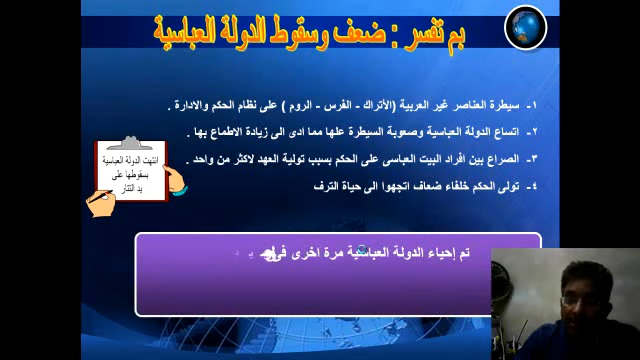 بم تفسر : ضعف وسقوط الدولة العباسية
١- سيطرة العناصر غير العربية (الأتراك - الفرس - الروم ) على نظام الحكم والادارة .
٢- اتساع الدولة العباسية وصعوبة السيطرة علها مما ادى الى زيادة الاطماع بها .
٣- الصراع بين أفراد البيت العباسى على الحكم بسبب تولية العهد لاكثر من واحد .
٤- تولى الحكم خلفاء ضعاف اتجهوا الى حياة الترف
انتهت الدولة العباسية
بسقوطها على
يد التتار
تم إحياء الدولة العباسية مرة اخرى فى